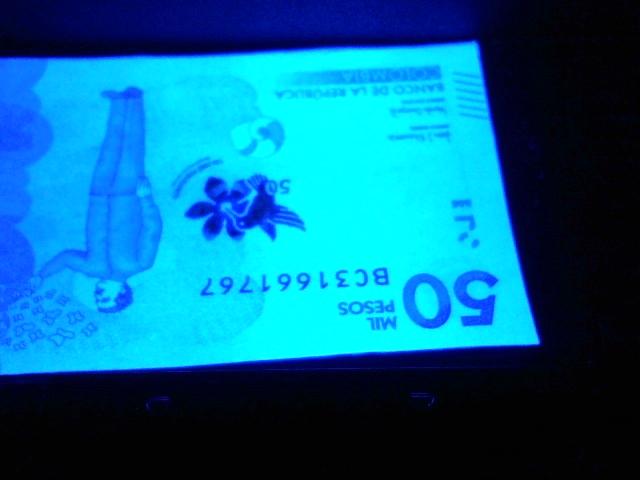 50 MIL
PESOS
BC31661767
50
BANCO DE LA REPÚBLICA
COLOMBIA